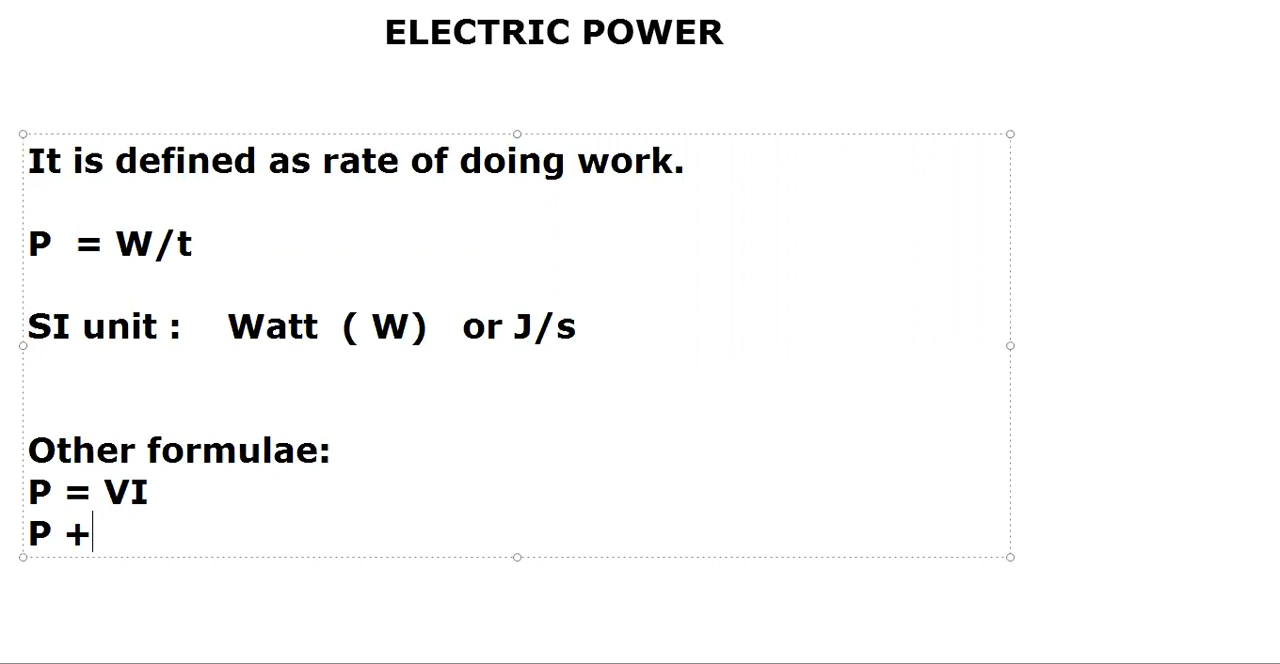 ELECTRIC POWER
It is defined as rate of doing work.
P  = W/t
SI unit :    Watt  ( W)   or J/s
Other formulae:
P = VI
P +